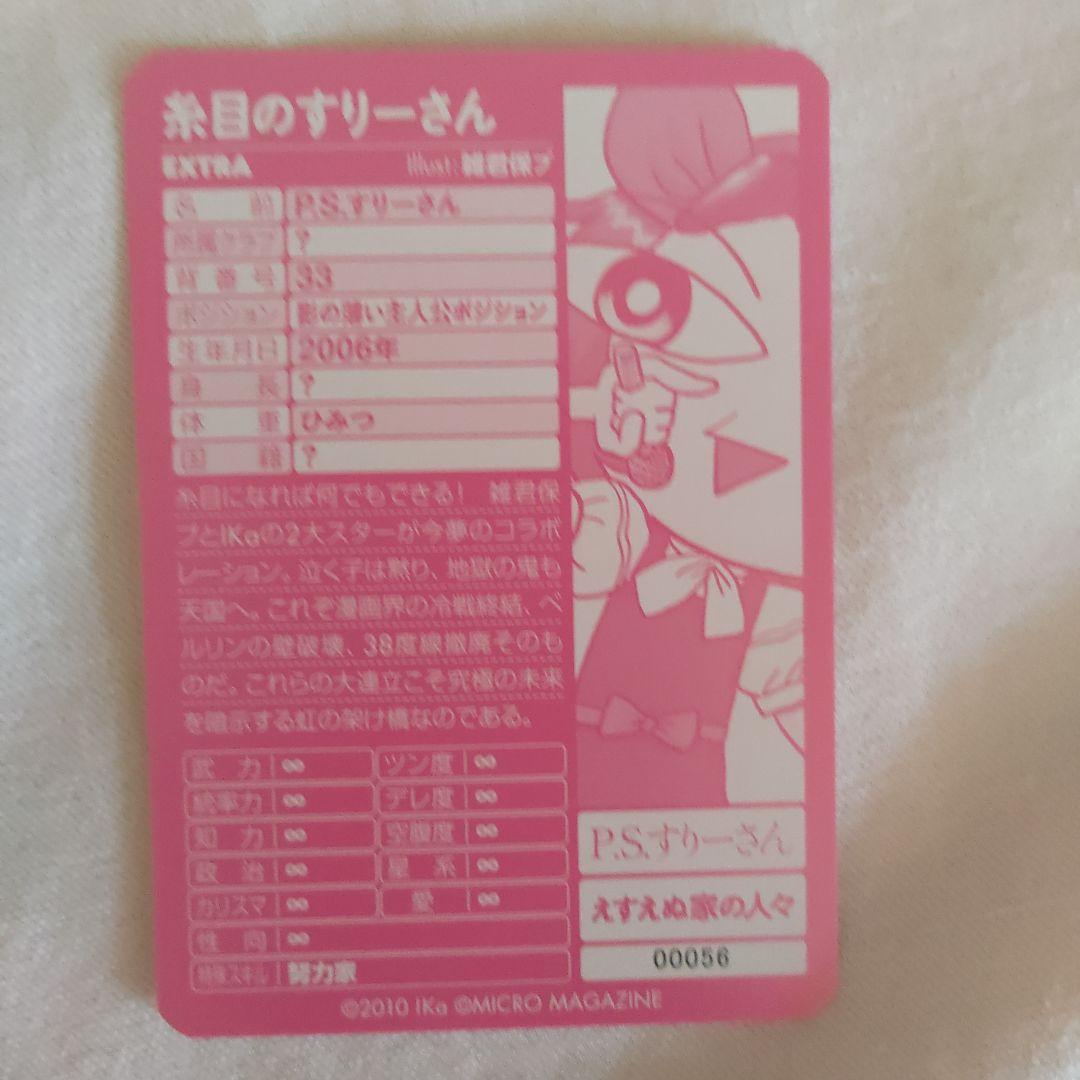 糸目のすりーさん
EXTRA Illust: 雑君保プ
名前 P.S.すりーさん
所属クラブ ?
背番号 33
ポジション 影の薄い主人公ポジション
生年月日 2006年
身長 ?
体重 ひみつ
国籍 ?
糸目になれば何でもできる! 雑君保
プとIKaの2大スターが今夢のコラボ
レーション。泣く子は黙り、地獄の鬼も
天国へ。これぞ漫画界の冷戦終結、ベ
ルリンの壁破壊、38度線撤廃そのも
のだ。これらの大連立こそ究極の未来
を暗示する虹の架け橋なのである。
武力 ∞ ツン度 ∞
統率力 ∞ デレ度 ∞
知力 ∞ 空腹度 ∞
政治 ∞ 星系 ∞
カリスマ ∞ 愛 ∞
性向 ∞
特殊スキル 努力家
P.S.すりーさん
えすえぬ家の人々
00056
©2010 IKa ©MICRO MAGAZINE